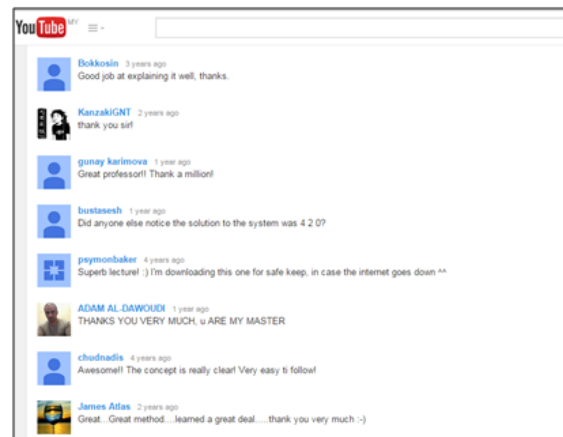 YouTube MY
Bokkosin 3 years ago
Good job at explaining it well, thanks.
KanzakiGNT 2 years ago
thank you sir!
gunay karimova 1 year ago
Great professor!! Thank a million!
bustasesh 1 year ago
Did anyone else notice the solution to the system was 4 2 0?
psymonbaker 4 years ago
Superb lecture! :) I'm downloading this one for safe keep, in case the internet goes down ^^
ADAM AL-DAWOUDI 1 year ago
THANKS YOU VERY MUCH, u ARE MY MASTER
chudnadis 4 years ago
Awesome!! The concept is really clear! Very easy ti follow!
James Atlas 2 years ago
Great...Great method....learned a great deal.....thank you very much :-)